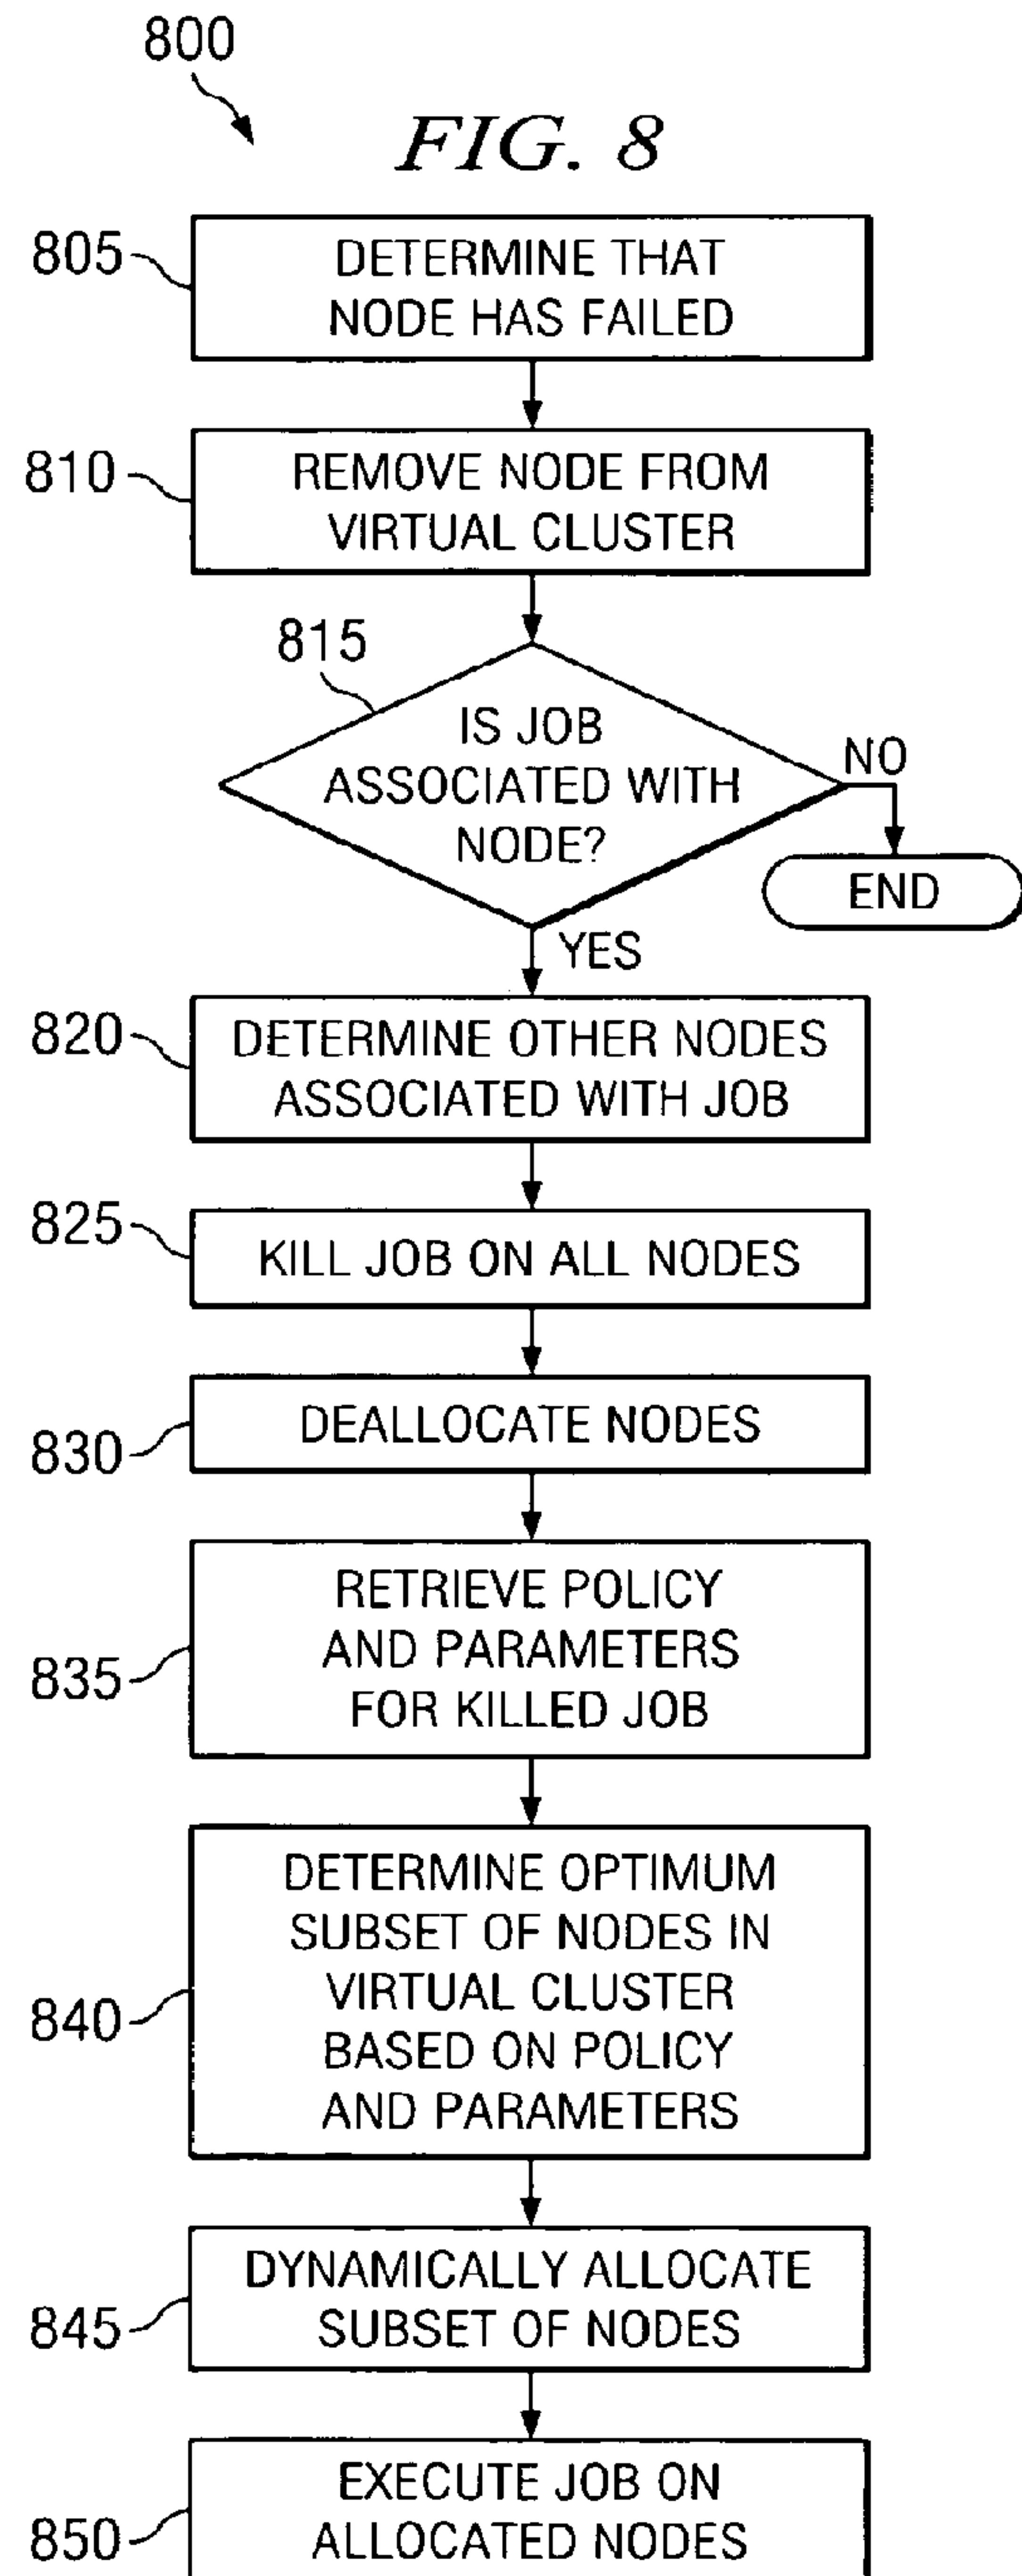 800
FIG. 8
805
DETERMINE THAT
NODE HAS FAILED
810
REMOVE NODE FROM
VIRTUAL CLUSTER
815
IS JOB
ASSOCIATED WITH
NODE?
NO
END
YES
820
DETERMINE OTHER NODES
ASSOCIATED WITH JOB
825
KILL JOB ON ALL NODES
830
DEALLOCATE NODES
835
RETRIEVE POLICY
AND PARAMETERS
FOR KILLED JOB
840
DETERMINE OPTIMUM
SUBSET OF NODES IN
VIRTUAL CLUSTER
BASED ON POLICY
AND PARAMETERS
845
DYNAMICALLY ALLOCATE
SUBSET OF NODES
850
EXECUTE JOB ON
ALLOCATED NODES